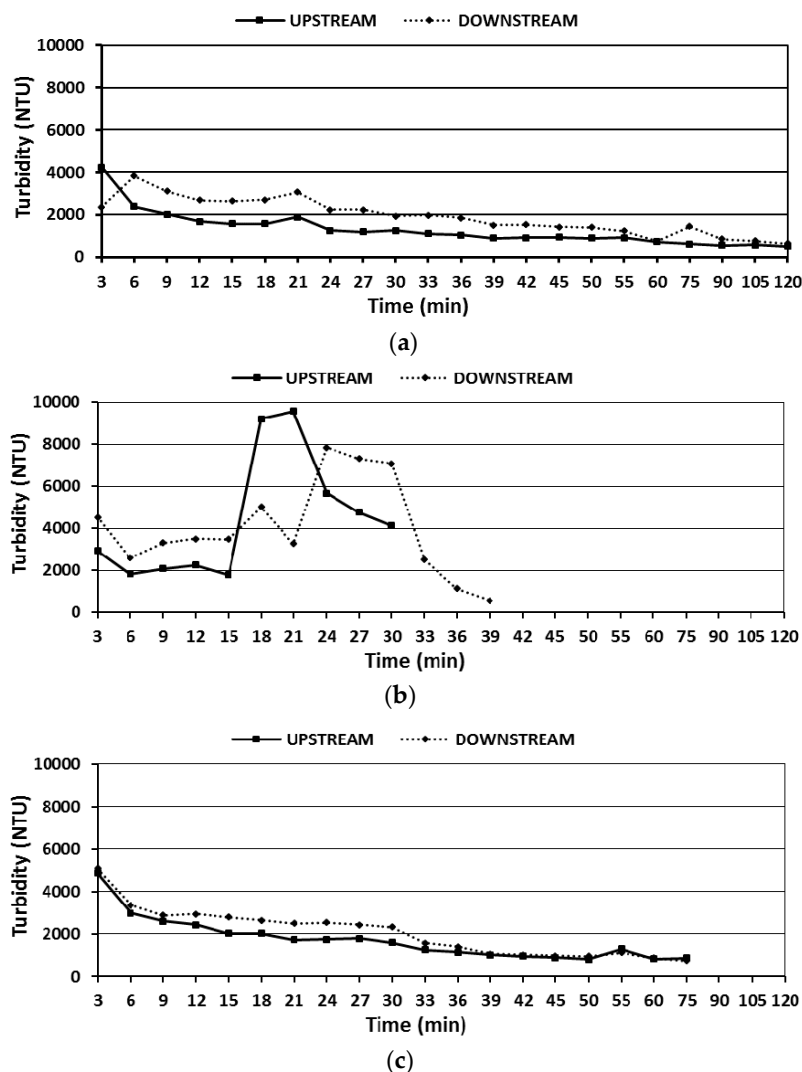 UPSTREAM DOWNSTREAM
10000
8000
6000
4000
2000
0
Turbidity (NTU)
3 6 9 12 15 18 21 24 27 30 33 36 39 42 45 50 55 60 75 90 105 120
Time (min)
(a)
UPSTREAM DOWNSTREAM
10000
8000
6000
4000
2000
0
Turbidity (NTU)
3 6 9 12 15 18 21 24 27 30 33 36 39 42 45 50 55 60 75 90 105 120
Time (min)
(b)
UPSTREAM DOWNSTREAM
10000
8000
6000
4000
2000
0
Turbidity (NTU)
3 6 9 12 15 18 21 24 27 30 33 36 39 42 45 50 55 60 75 90 105 120
Time (min)
(c)